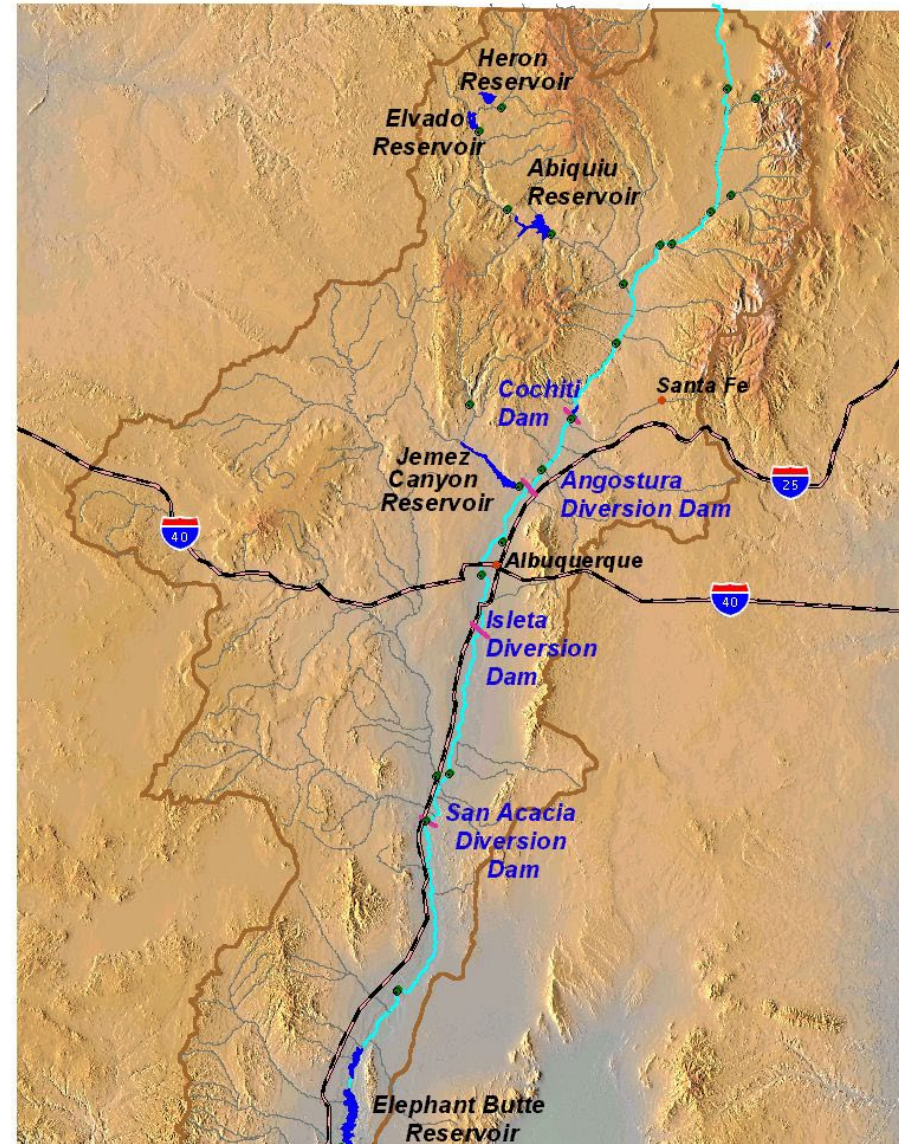 Heron
Reservoir
Elvado
Reservoir
Abiquiu
Reservoir
Cochiti
Dam
Santa Fe
Jemez
Canyon
Reservoir
Angostura
Diversion Dam
25
40
Albuquerque
40
Isleta
Diversion
Dam
San Acacia
Diversion
Dam
Elephant Butte
Reservoir